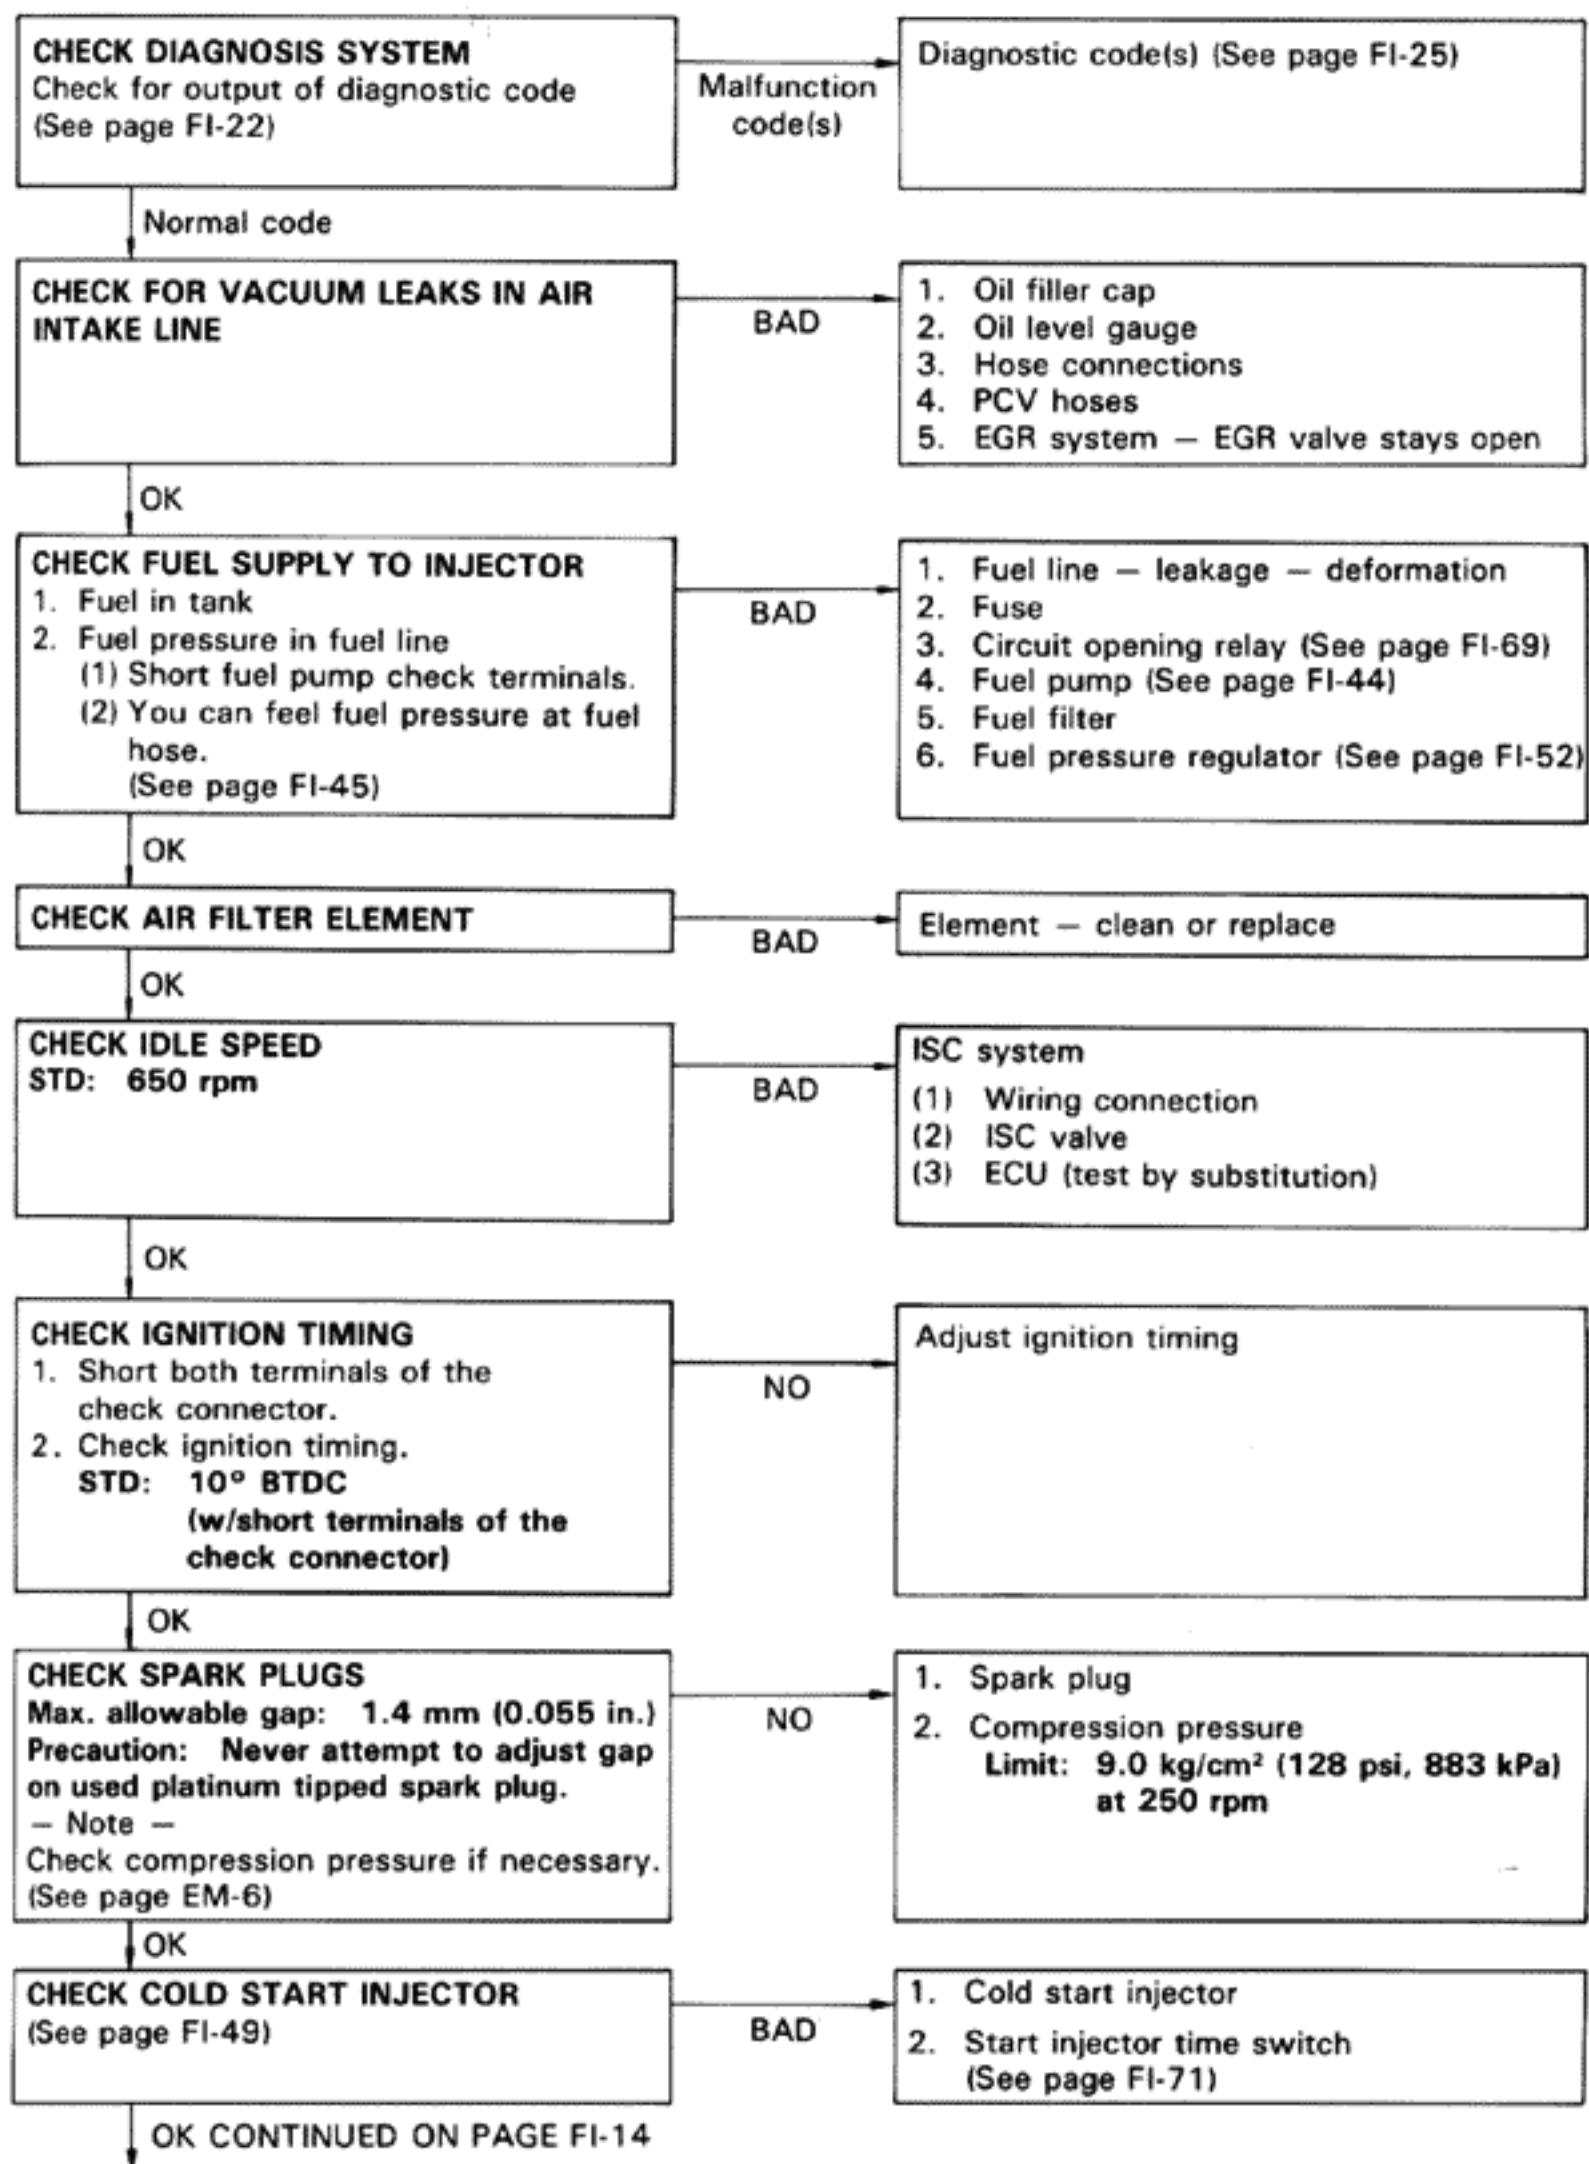 CHECK DIAGNOSIS SYSTEM
Check for output of diagnostic code
(See page FI-22)
Malfunction
code(s)
Diagnostic code(s) (See page FI-25)
Normal code
CHECK FOR VACUUM LEAKS IN AIR
INTAKE LINE
BAD
1. Oil filler cap
2. Oil level gauge
3. Hose connections
4. PCV hoses
5. EGR system — EGR valve stays open
OK
CHECK FUEL SUPPLY TO INJECTOR
1. Fuel in tank
2. Fuel pressure in fuel line
(1) Short fuel pump check terminals.
(2) You can feel fuel pressure at fuel
hose.
(See page FI-45)
BAD
1. Fuel line — leakage — deformation
2. Fuse
3. Circuit opening relay (See page FI-69)
4. Fuel pump (See page FI-44)
5. Fuel filter
6. Fuel pressure regulator (See page FI-52)
OK
CHECK AIR FILTER ELEMENT
BAD
Element — clean or replace
OK
CHECK IDLE SPEED
STD: 650 rpm
BAD
ISC system
(1) Wiring connection
(2) ISC valve
(3) ECU (test by substitution)
OK
CHECK IGNITION TIMING
1. Short both terminals of the
check connector.
2. Check ignition timing.
STD: 10° BTDC
(w/short terminals of the
check connector)
NO
Adjust ignition timing
OK
CHECK SPARK PLUGS
Max. allowable gap: 1.4 mm (0.055 in.)
Precaution: Never attempt to adjust gap
on used platinum tipped spark plug.
— Note —
Check compression pressure if necessary.
(See page EM-6)
NO
1. Spark plug
2. Compression pressure
Limit: 9.0 kg/cm² (128 psi, 883 kPa)
at 250 rpm
OK
CHECK COLD START INJECTOR
(See page FI-49)
BAD
1. Cold start injector
2. Start injector time switch
(See page FI-71)
OK CONTINUED ON PAGE FI-14